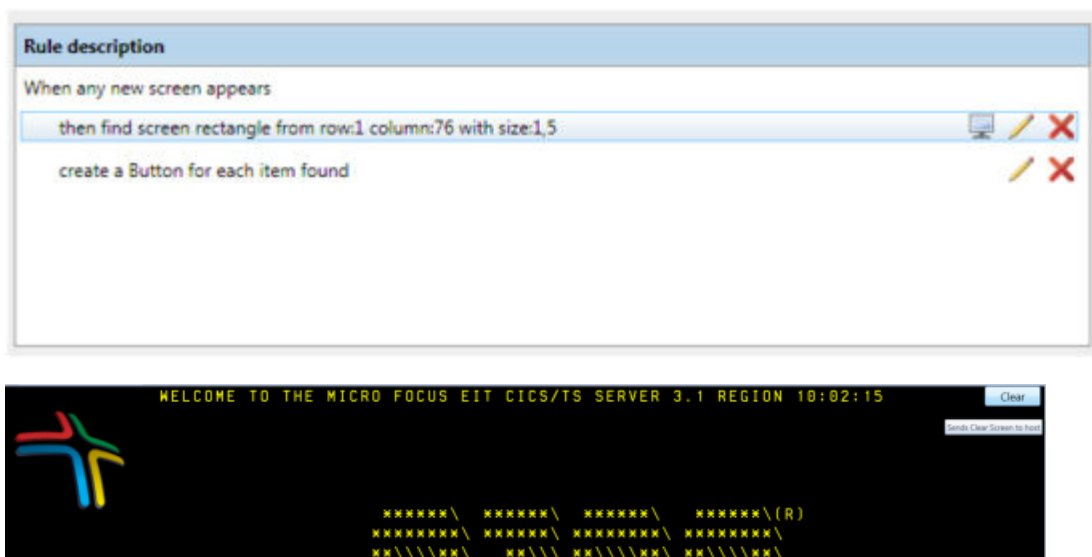 Rule description
When any new screen appears
then find screen rectangle from row:1 column:76 with size:1,5
create a Button for each item found
WELCOME TO THE MICRO FOCUS EIT CICS/TS SERVER 3.1 REGION 10:02:15
Clear
Sends Clear Screen to host
******\ ******\ ******\ ******\(R)
********\ ******\ ********\ ********\
**\\\\**\ **\\\ **\\\\**\ **\\\\**\